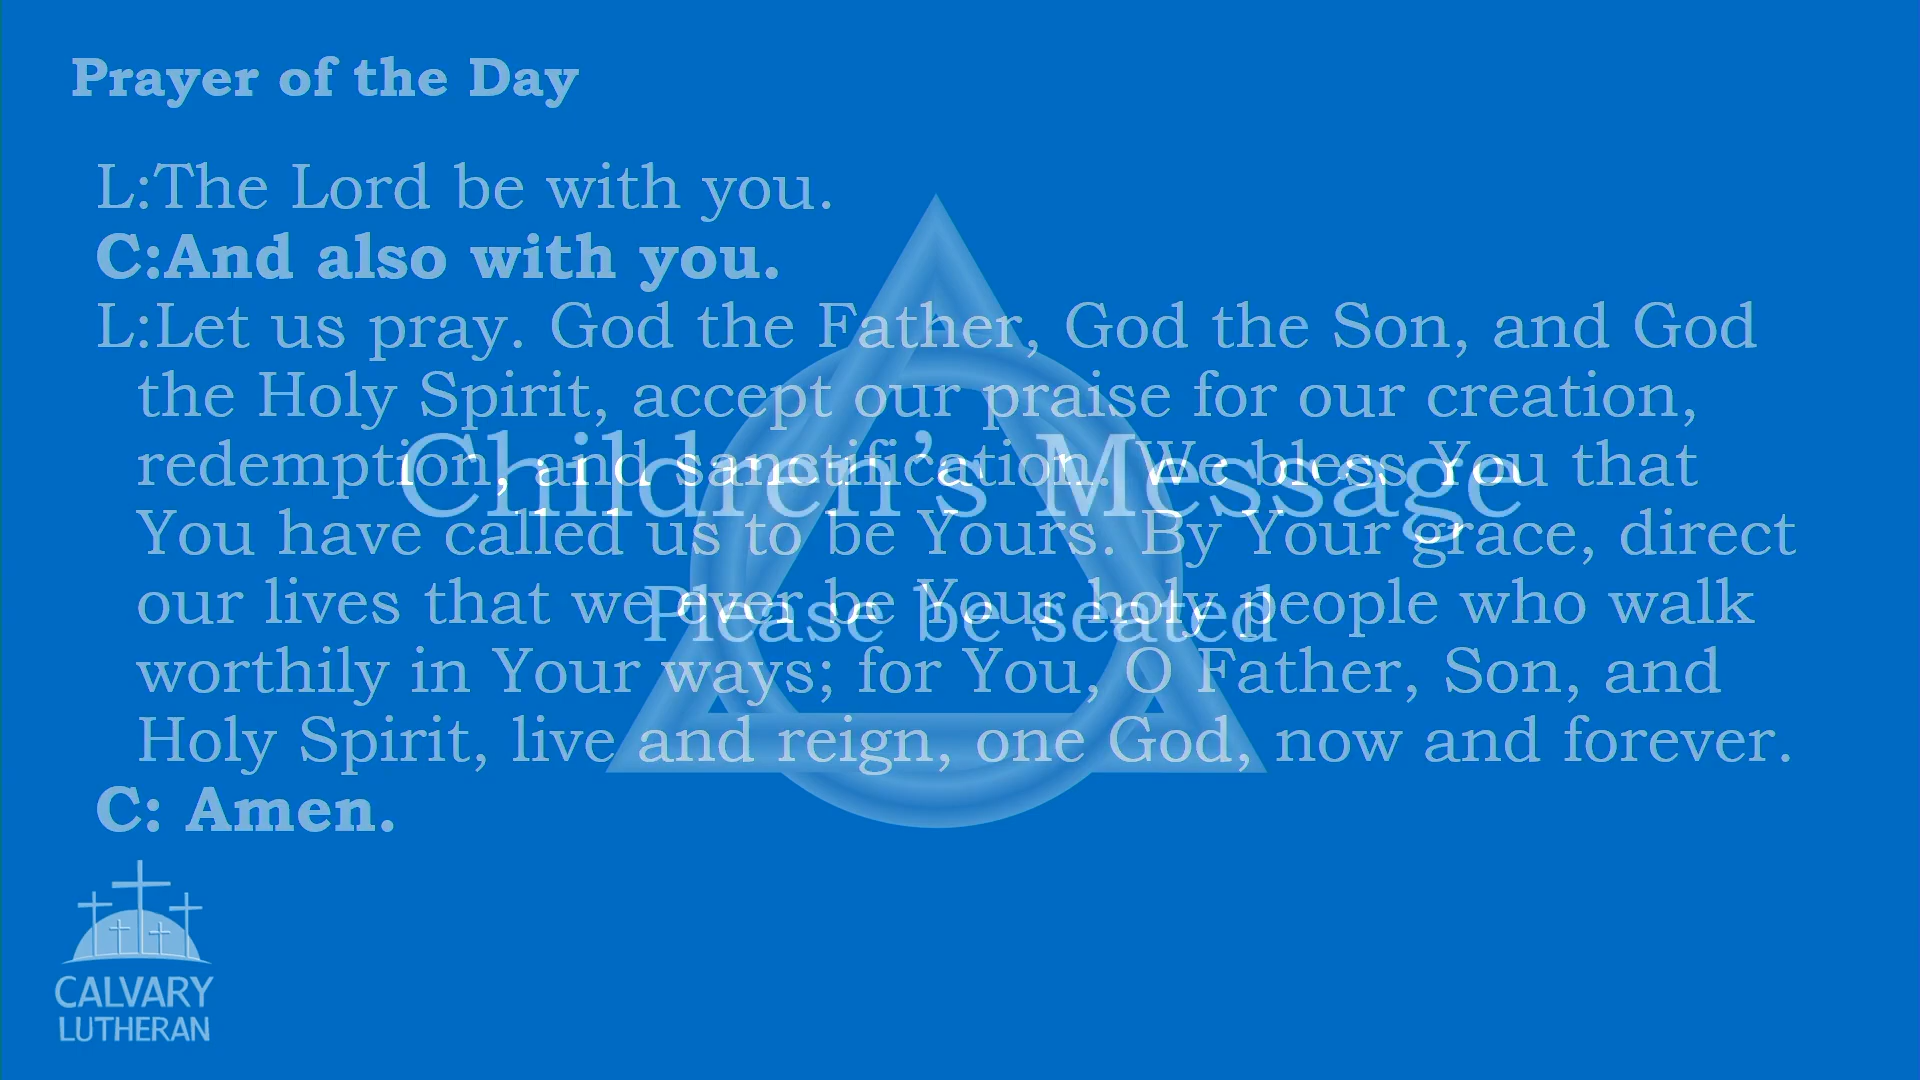 Prayer of the Day
L:The Lord be with you.
C:And also with you.
L:Let us pray. God the Father, God the Son, and God
the Holy Spirit, accept our praise for our creation,
redemption, and sanctification. We bless You that
You have called us to be Yours. By Your grace, direct
our lives that we ever be Your holy people who walk
worthily in Your ways; for You, O Father, Son, and
Holy Spirit, live and reign, one God, now and forever.
C: Amen.
Children's Message
Please be seated
CALVARY
LUTHERAN